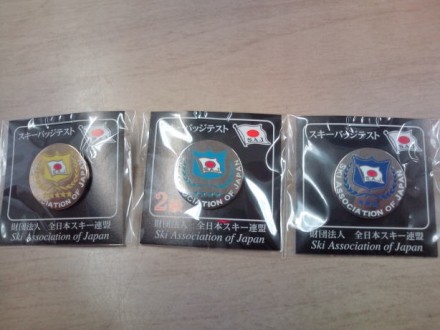 スキーバッジテスト
ASSOCIATION OF JAPAN
財団法人 全日本スキー連盟
Ski Association of Japan
バッジテスト
S.A.J
2級
ASSOCIATION OF JAPAN
財団法人 全日本スキー連盟
Ski Association of Japan
スキーバッジテスト
ASSOCIATION OF JAPAN
財団法人 全日本スキー連盟
Ski Association of Japan